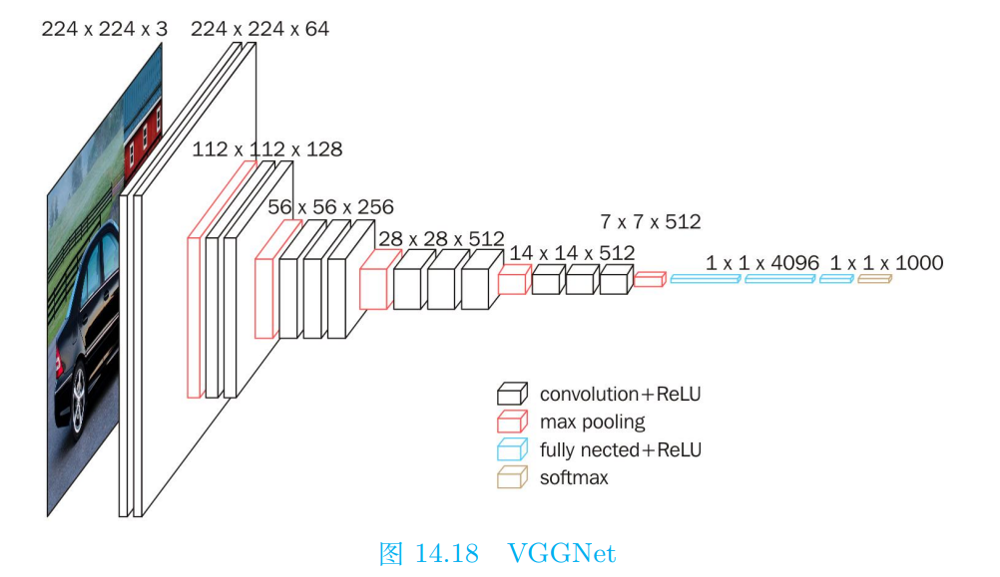 224 x 224 x 3
224 x 224 x 64
112 x 112 x 128
56 x 56 x 256
28 x 28 x 512
14 x 14 x 512
7 x 7 x 512
1 x 1 x 4096
1 x 1 x 1000
convolution+ReLU
max pooling
fully nected+ReLU
softmax
图 14.18 VGGNet